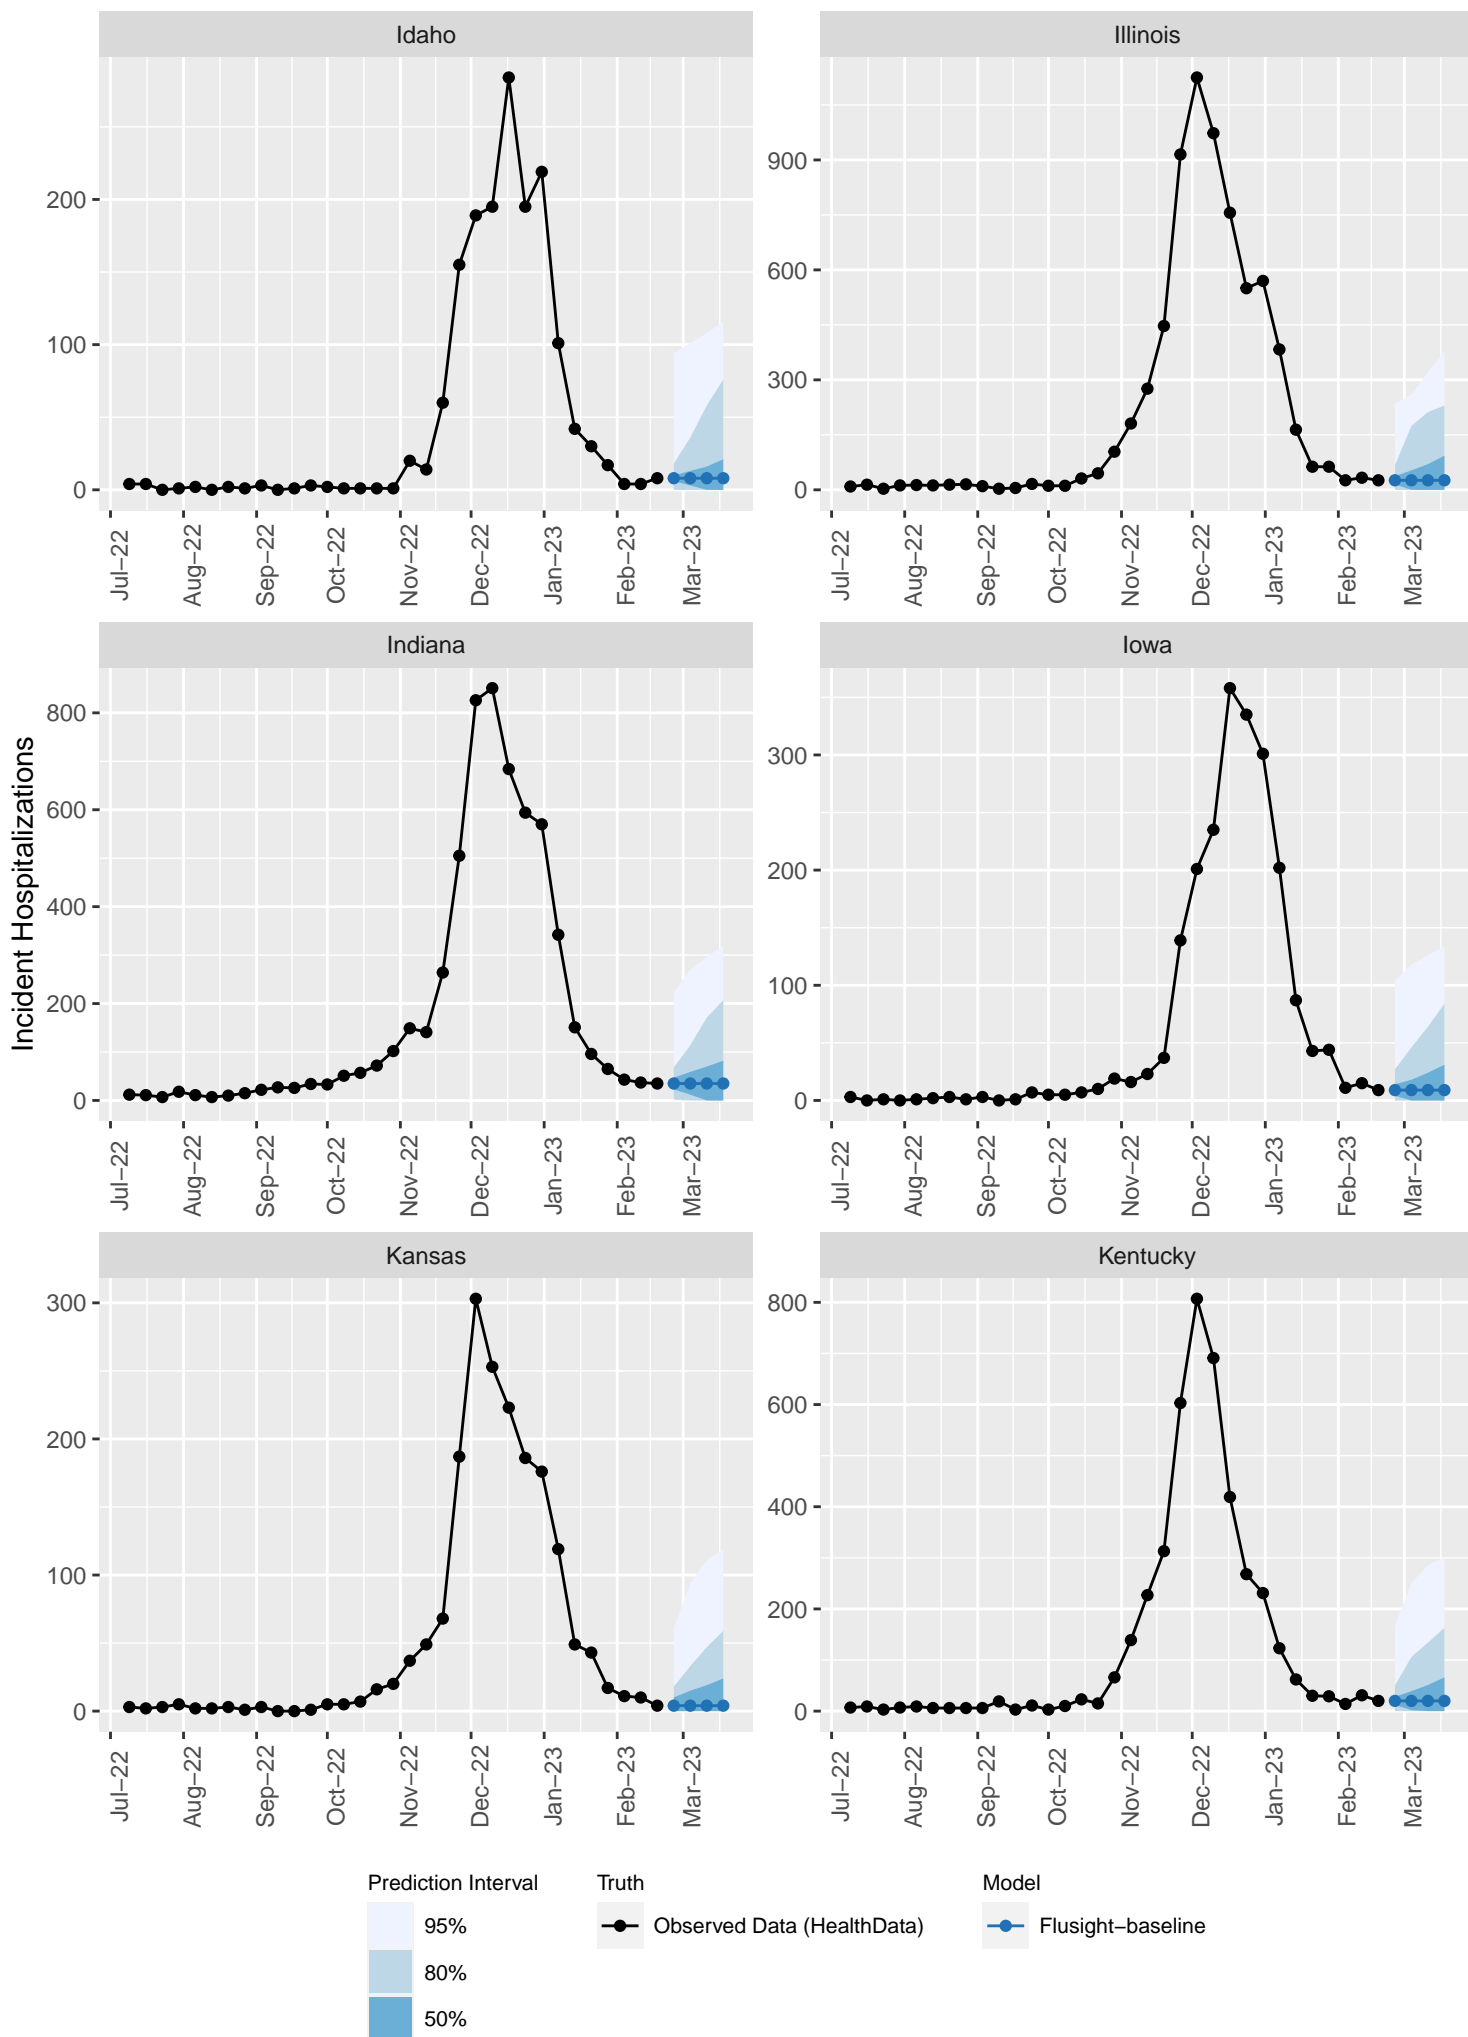 Idaho
Illinois
200
100
0
900
600
300
0
Jul−22
Aug−22
Sep−22
Oct−22
Nov−22
Dec−22
Jan−23
Feb−23
Mar−23
Jul−22
Aug−22
Sep−22
Oct−22
Nov−22
Dec−22
Jan−23
Feb−23
Mar−23
Incident Hospitalizations
Indiana
Iowa
800
600
400
200
0
300
200
100
0
Jul−22
Aug−22
Sep−22
Oct−22
Nov−22
Dec−22
Jan−23
Feb−23
Mar−23
Jul−22
Aug−22
Sep−22
Oct−22
Nov−22
Dec−22
Jan−23
Feb−23
Mar−23
Kansas
Kentucky
300
200
100
0
800
600
400
200
0
Jul−22
Aug−22
Sep−22
Oct−22
Nov−22
Dec−22
Jan−23
Feb−23
Mar−23
Jul−22
Aug−22
Sep−22
Oct−22
Nov−22
Dec−22
Jan−23
Feb−23
Mar−23
Prediction Interval
95%
80%
50%
Truth
Observed Data (HealthData)
Model
Flusight−baseline